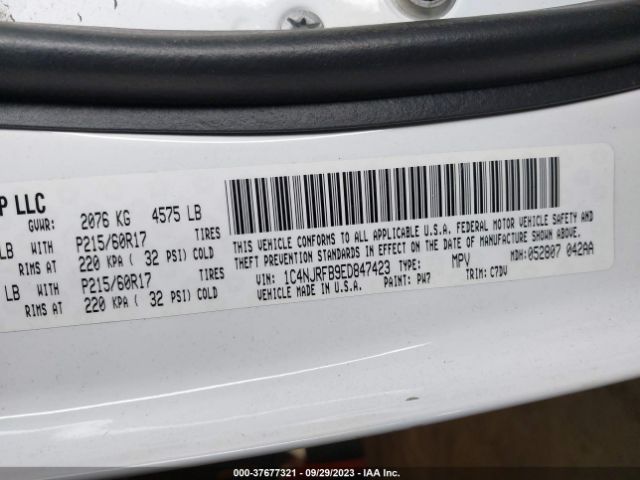 P LLC
GVWR: 2076 KG 4575 LB
LB WITH P215/60R17 TIRES
RIMS AT 220 KPA ( 32 PSI) COLD
LB WITH P215/60R17 TIRES
RIMS AT 220 KPA ( 32 PSI) COLD
THIS VEHICLE CONFORMS TO ALL APPLICABLE U.S.A. FEDERAL MOTOR VEHICLE SAFETY AND
THEFT PREVENTION STANDARDS IN EFFECT ON THE DATE OF MANUFACTURE SHOWN ABOVE.
VIN: 1C4NJRFB9ED847423 TYPE: MPV MDH: 052807 042AA
VEHICLE MADE IN U.S.A. PAINT: PW7 TRIM: C7DV
000-37677321 - 09/29/2023 - IAA Inc.